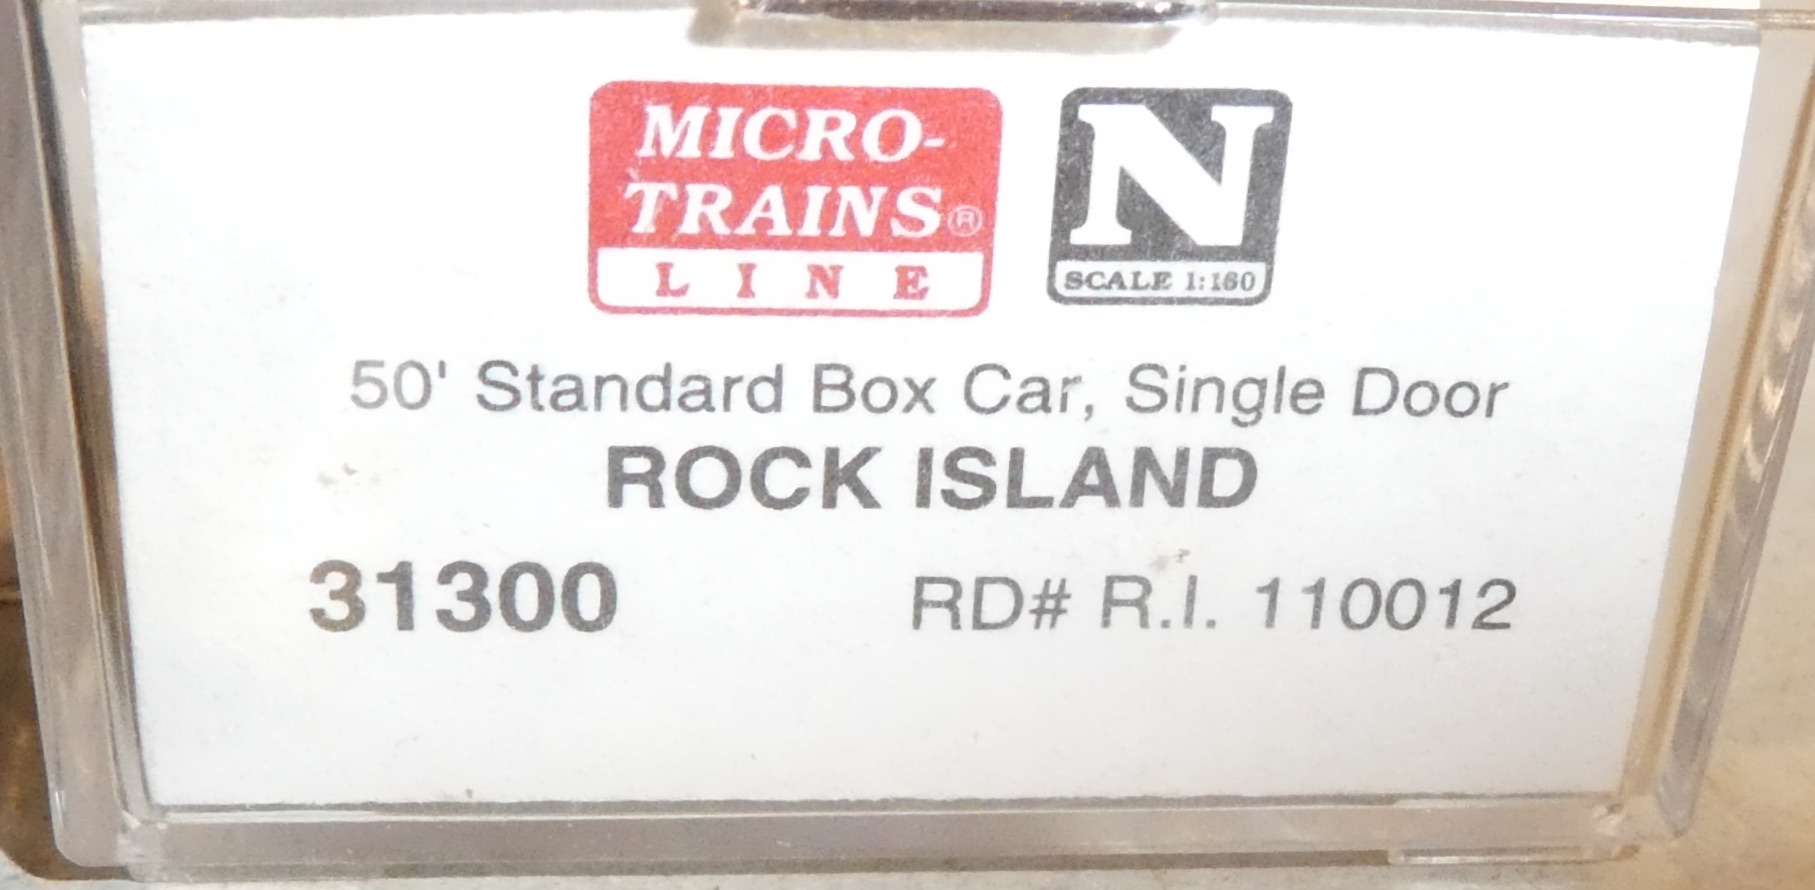 MICRO-
TRAINS®
LINE
N
SCALE 1:160
50' Standard Box Car, Single Door
ROCK ISLAND
31300 RD# R.I. 110012